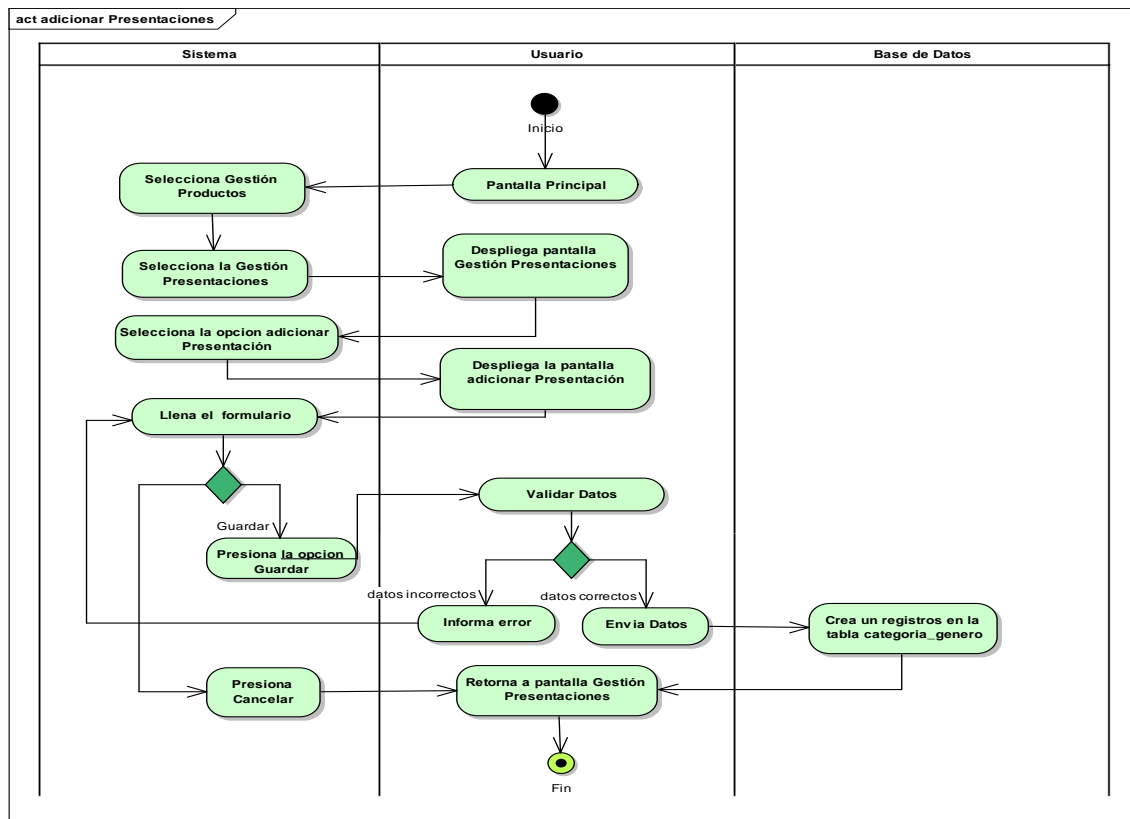 act adicionar Presentaciones
Sistema
Usuario
Base de Datos
Inicio
Pantalla Principal
Selecciona Gestión
Productos
Selecciona la Gestión
Presentaciones
Despliega pantalla
Gestión Presentaciones
Selecciona la opcion adicionar
Presentación
Despliega la pantalla
adicionar Presentación
Llena el formulario
Guardar
Presiona la opcion
Guardar
Validar Datos
datos incorrectos
datos correctos
Informa error
Envia Datos
Crea un registros en la
tabla categoria_genero
Presiona
Cancelar
Retorna a pantalla Gestión
Presentaciones
Fin